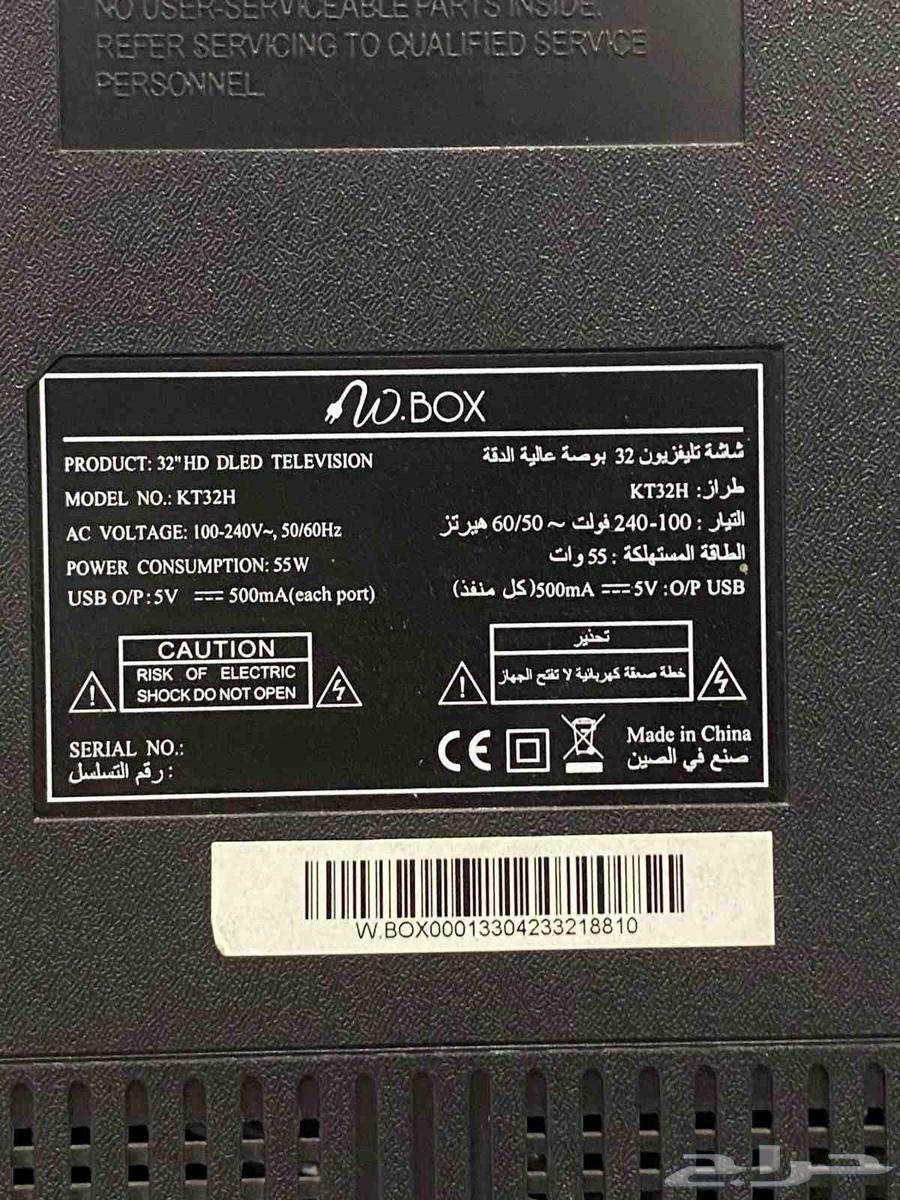 NO USER-SERVICEABLE PARTS INSIDE.
REFER SERVICING TO QUALIFIED SERVICE
PERSONNEL.
W.BOX
PRODUCT: 32"HD DLED TELEVISION
MODEL NO.: KT32H
AC VOLTAGE: 100-240V~, 50/60Hz
POWER CONSUMPTION: 55W
USB O/P: 5V ⎓ 500mA(each port)
شاشة تليفزيون 32 بوصة عالية الدقة
طراز: KT32H
التيار : 100-240 فولت ~ 60/50 هيرتز
الطاقة المستهلكة : 55 وات
O/P USB: 5V ⎓ 500mA(كل منفذ)
CAUTION
RISK OF ELECTRIC
SHOCK DO NOT OPEN
تحذير
خطة صعقة كهربائية لا تفتح الجهاز
SERIAL NO.:
رقم التسلسل:
CE
Made in China
صنع في الصين
W.BOX00013304233218810
حراج